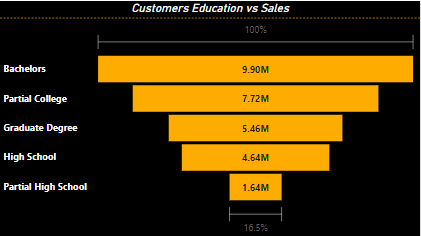 Customers Education vs Sales
100%
Bachelors 9.90M
Partial College 7.72M
Graduate Degree 5.46M
High School 4.64M
Partial High School 1.64M
16.5%